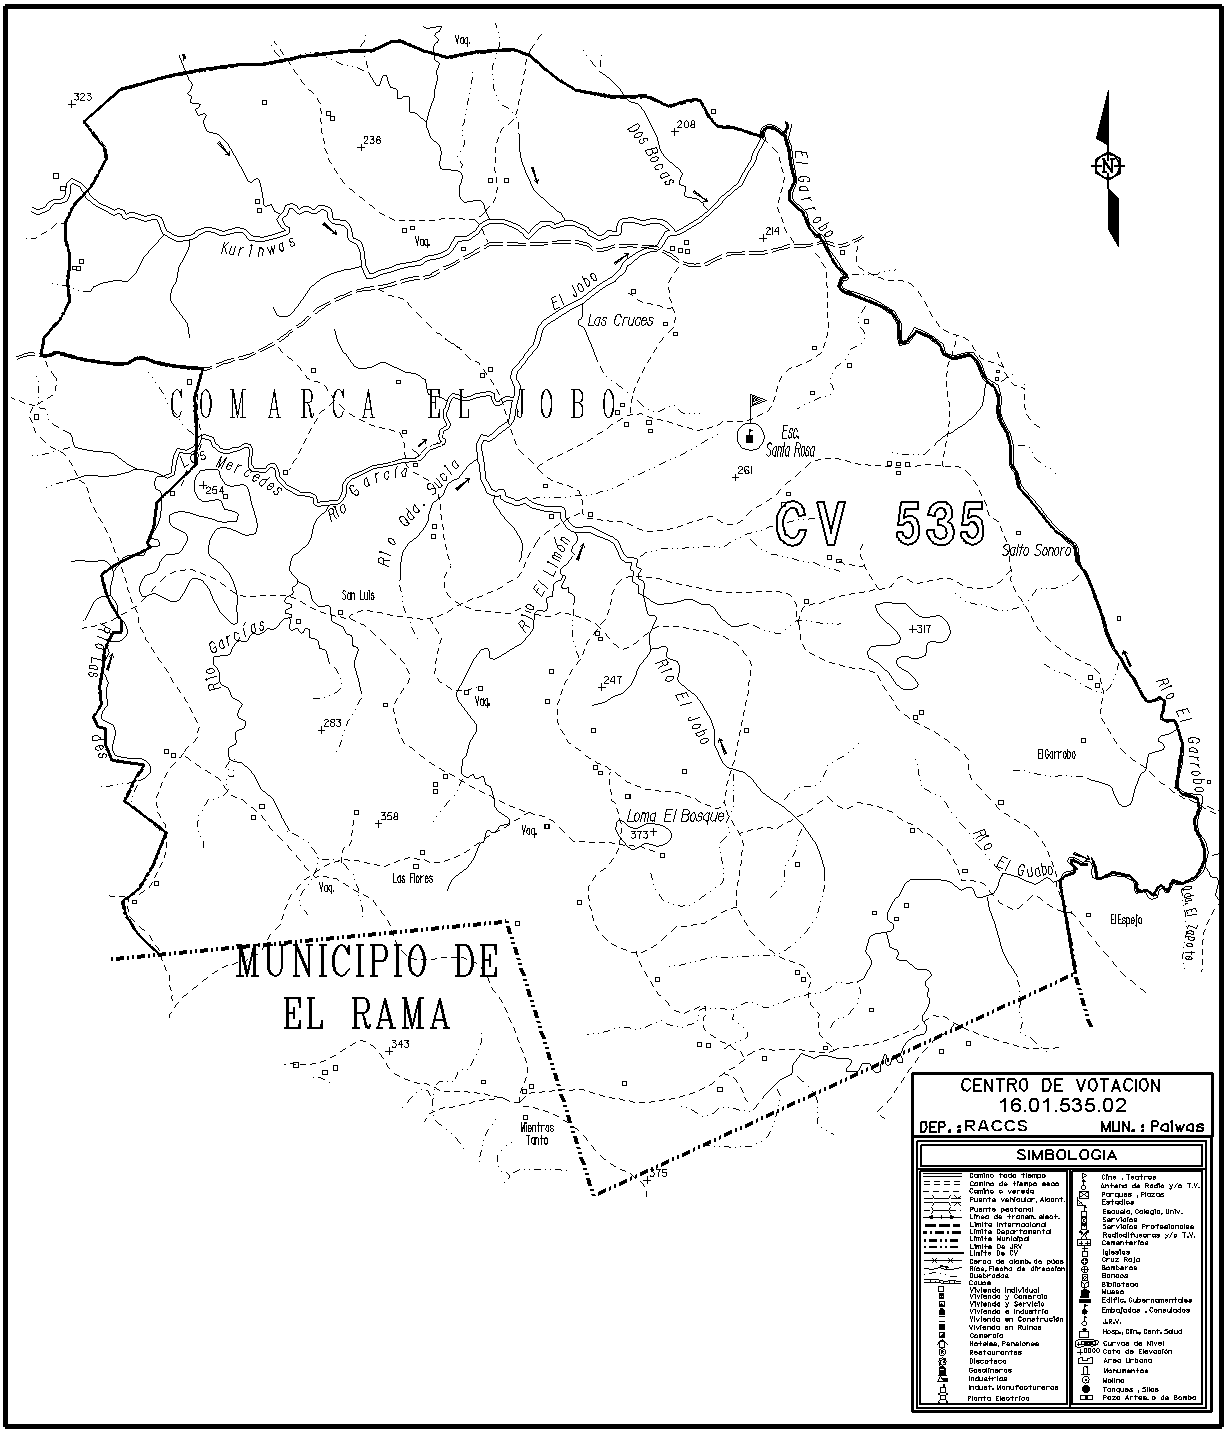 Vaq.
323
208
236
Dos Bocas
El Garrobo
214
Kurinwas
Vaq.
El Jobo
Las Cruces
COMARCA EL JOBO
Esc.
Santa Rosa
Los Mercedes
Garcia
Rio
254
261
Rio Qda. Sucia
CV 535
Rio El Limón
Salto Sonoro
San Luis
Rio Garcías
317
Rio Las
247
Rio El Jobo
Vaq.
Rio El Garrobo
283
El Garrobo
358
Loma El Bosque
373
Vaq.
Rio El Guabo
Las Flores
Vaq.
Qda. El Zapote
El Espejo
MUNICIPIO DE
EL RAMA
343
Mientras
Tanto
375
N
CENTRO DE VOTACION
16.01.535.02
DEP.:RACCS MUN.: Paiwas
SIMBOLOGIA
Camino todo tiempo
Camino de tiempo seco
Camino o vereda
Puente vehicular, Alcant.
Puente peatonal
Linea de transm. elect.
Limite Internacional
Limite Departamental
Limite Municipal
Limite De JRV
Limite De CV
Cerca de alamb. de púas
Rios, Flecha de dirección
Quebradas
Cauce
Vivienda Individual
Vivienda y Comercio
Vivienda y Servicio
Vivienda e Industria
Vivienda en Construcción
Vivienda en Ruinas
Comercio
Hoteles, Pensiones
Restaurantes
Discoteca
Gasolineras
Industrias
Indust. Manufactureras
Planta Electrica
Cine , Teatros
Antena de Radio y/o T.V.
Parques , Plazas
Estadios
Escuela, Colegio, Univ.
Servicios
Servicios Profesionales
Radiodifusoras y/o T.V.
Cementerios
Iglesias
Cruz Roja
Bomberos
Bancos
Biblioteca
Museo
Edific. Gubernamentales
Embajadas , Consulados
J.R.V.
Hosp., Clin., Cent. Salud
Curvas de Nivel
Cota de Elevación
Area Urbana
Monumentos
Molino
Tanques , Silos
Pozo Artes. o de Bomba